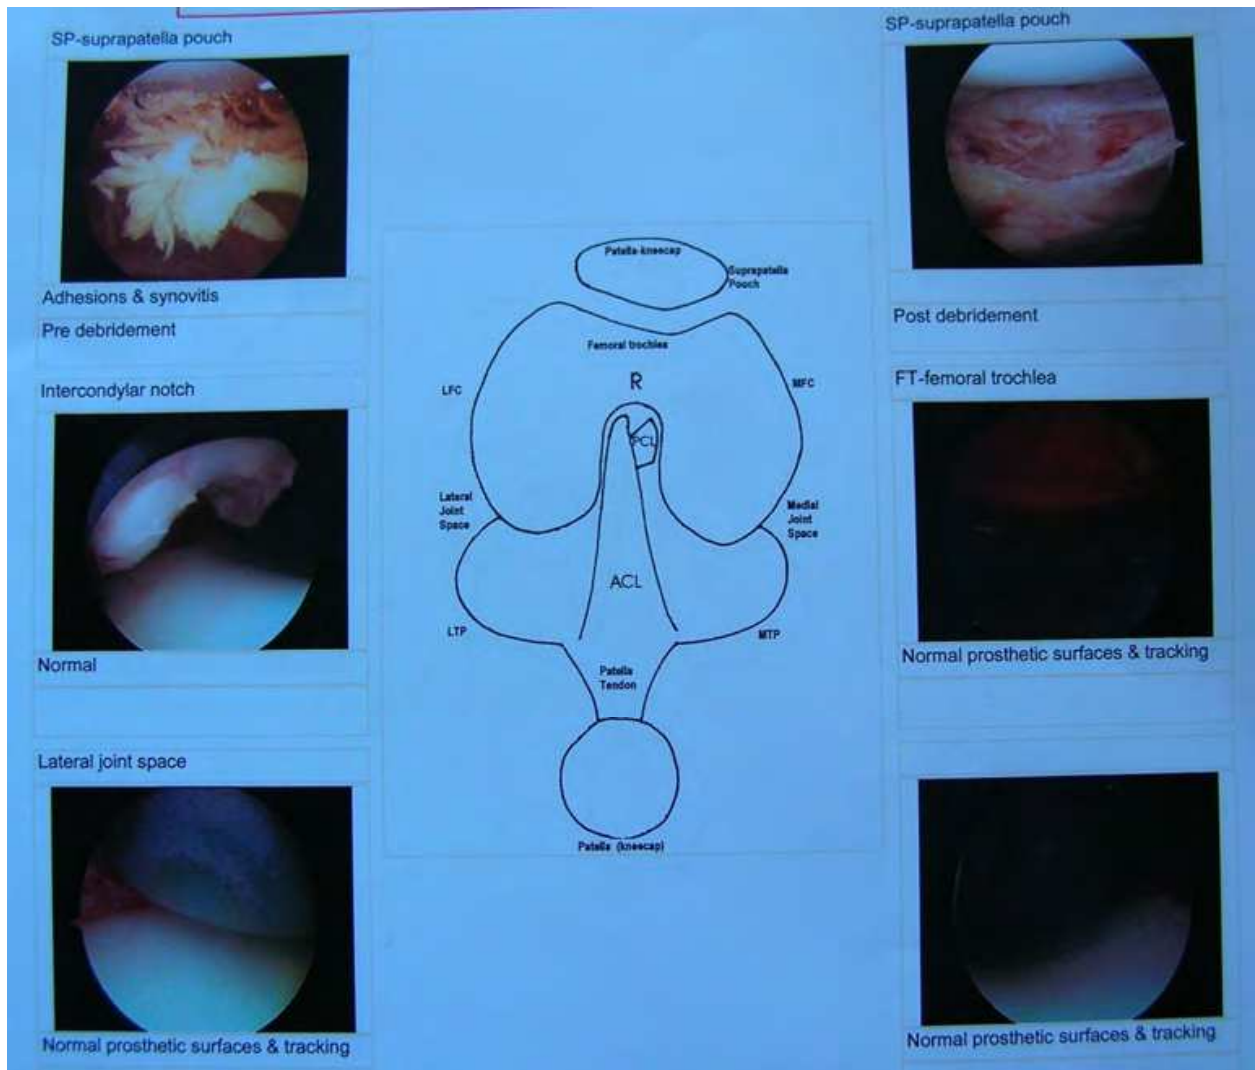 SP-suprapatella pouch
Adhesions & synovitis
Pre debridement
Intercondylar notch
Normal
Lateral joint space
Normal prosthetic surfaces & tracking
Patella-kneecap
Suprapatella
Pouch
Femoral trochlea
R
LFC
MFC
PCL
Lateral
Joint
Space
Medial
Joint
Space
ACL
LTP
MTP
Patella
Tendon
Patella (kneecap)
SP-suprapatella pouch
Post debridement
FT-femoral trochlea
Normal prosthetic surfaces & tracking
Normal prosthetic surfaces & tracking